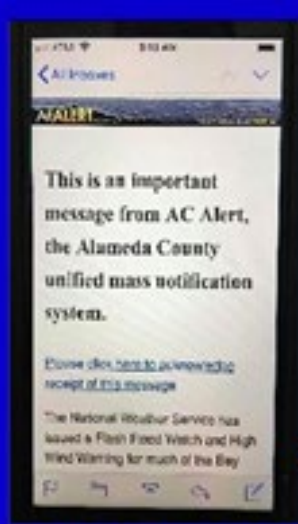 All Inboxes
This is an important
message from AC Alert,
the Alameda County
unified mass notification
system.
Please click here to acknowledge
receipt of this message
The National Weather Service has
issued a Flash Flood Watch and High
Wind Warning for much of the Bay